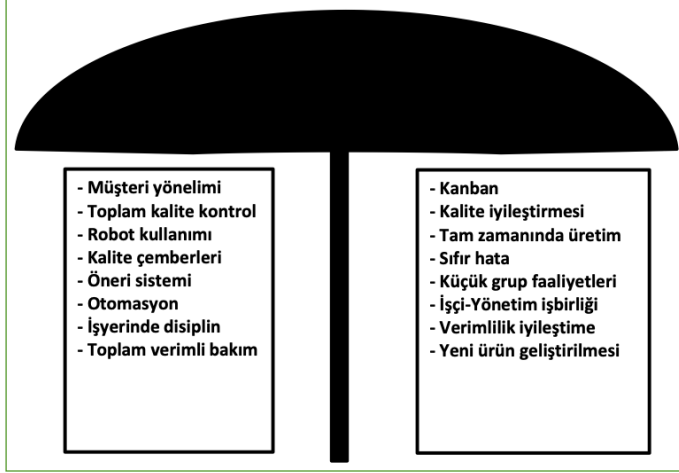 - Müşteri yönelimi
- Toplam kalite kontrol
- Robot kullanımı
- Kalite çemberleri
- Öneri sistemi
- Otomasyon
- İşyerinde disiplin
- Toplam verimli bakım
- Kanban
- Kalite iyileştirmesi
- Tam zamanında üretim
- Sıfır hata
- Küçük grup faaliyetleri
- İşçi-Yönetim işbirliği
- Verimlilik iyileştime
- Yeni ürün geliştirilmesi